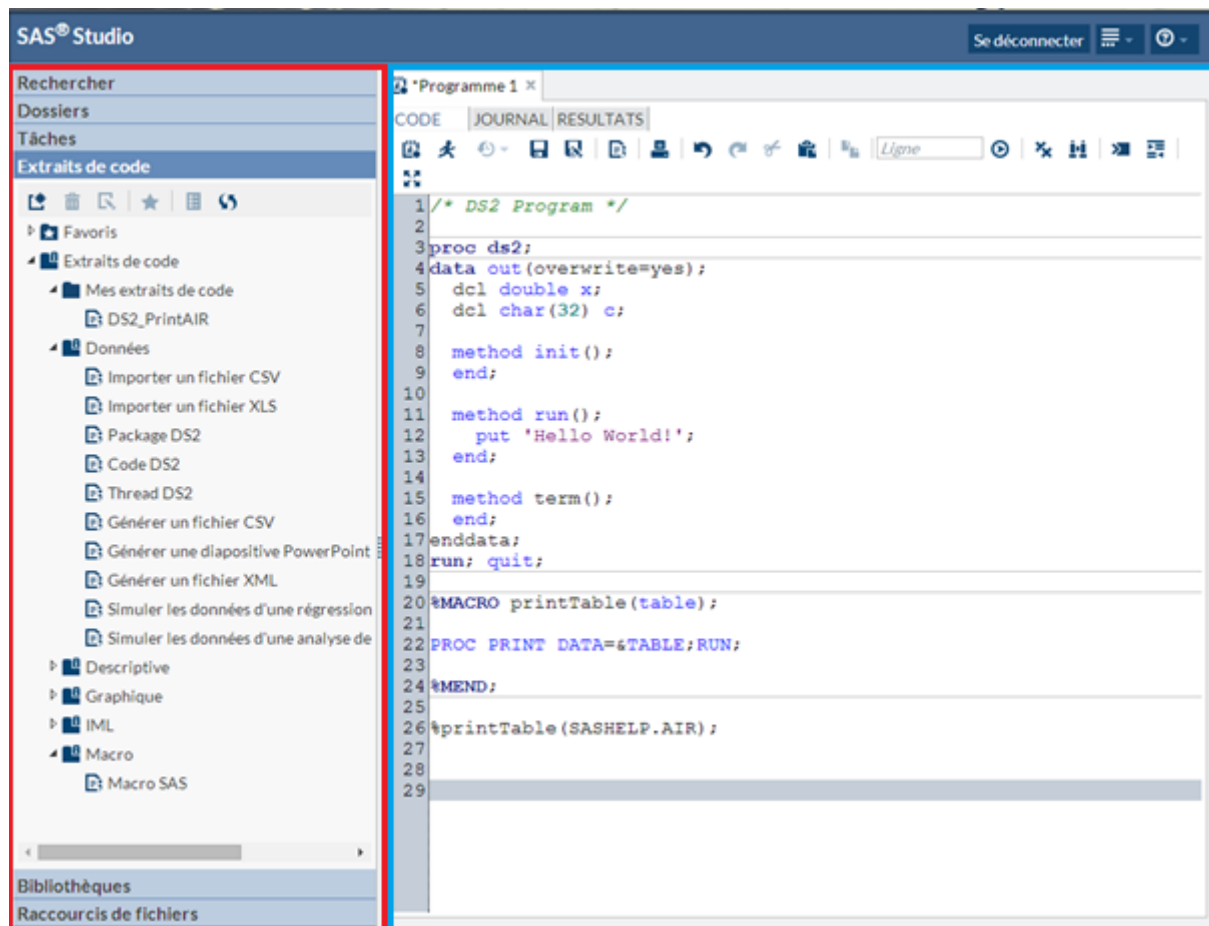 SAS® Studio
Se déconnecter
Rechercher
Dossiers
Tâches
Extraits de code
Favoris
Extraits de code
Mes extraits de code
DS2_PrintAIR
Données
Importer un fichier CSV
Importer un fichier XLS
Package DS2
Code DS2
Thread DS2
Générer un fichier CSV
Générer une diapositive PowerPoint
Générer un fichier XML
Simuler les données d'une régression
Simuler les données d'une analyse de
Descriptive
Graphique
IML
Macro
Macro SAS
Bibliothèques
Raccourcis de fichiers
*Programme 1 ×
CODE JOURNAL RESULTATS
Ligne
1 /* DS2 Program */
2
3 proc ds2;
4 data out(overwrite=yes);
5 dcl double x;
6 dcl char(32) c;
7
8 method init();
9 end;
10
11 method run();
12 put 'Hello World!';
13 end;
14
15 method term();
16 end;
17 enddata;
18 run; quit;
19
20 %MACRO printTable(table);
21
22 PROC PRINT DATA=&TABLE;RUN;
23
24 %MEND;
25
26 %printTable(SASHELP.AIR);
27
28
29